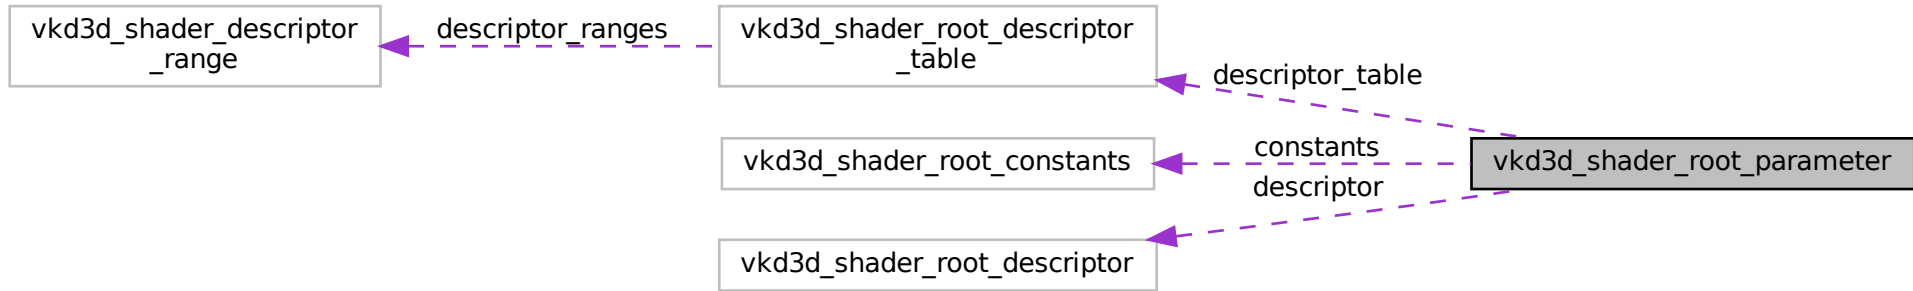 vkd3d_shader_descriptor
_range
descriptor_ranges
vkd3d_shader_root_descriptor
_table
descriptor_table
vkd3d_shader_root_constants
constants
vkd3d_shader_root_parameter
descriptor
vkd3d_shader_root_descriptor